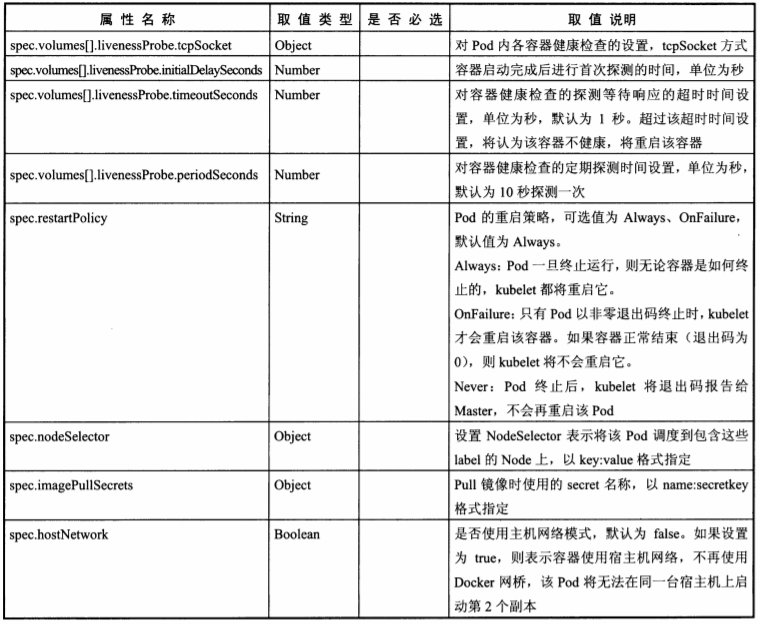 属性名称 取值类型 是否必选 取值说明
spec.volumes[].livenessProbe.tcpSocket Object 对 Pod 内各容器健康检查的设置，tcpSocket 方式
spec.volumes[].livenessProbe.initialDelaySeconds Number 容器启动完成后进行首次探测的时间，单位为秒
spec.volumes[].livenessProbe.timeoutSeconds Number 对容器健康检查的探测等待响应的超时时间设
置，单位为秒，默认为 1 秒。超过该超时时间设
置，将认为该容器不健康，将重启该容器
spec.volumes[].livenessProbe.periodSeconds Number 对容器健康检查的定期探测时间设置，单位为秒，
默认为 10 秒探测一次
spec.restartPolicy String Pod 的重启策略，可选值为 Always、OnFailure，
默认值为 Always。
Always：Pod 一旦终止运行，则无论容器是如何终
止的，kubelet 都将重启它。
OnFailure：只有 Pod 以非零退出码终止时，kubelet
才会重启该容器。如果容器正常结束（退出码为
0），则 kubelet 将不会重启它。
Never：Pod 终止后，kubelet 将退出码报告给
Master，不会再重启该 Pod
spec.nodeSelector Object 设置 NodeSelector 表示将该 Pod 调度到包含这些
label 的 Node 上，以 key:value 格式指定
spec.imagePullSecrets Object Pull 镜像时使用的 secret 名称，以 name:secretkey
格式指定
spec.hostNetwork Boolean 是否使用主机网络模式，默认为 false。如果设置
为 true，则表示容器使用宿主机网络，不再使用
Docker 网桥，该 Pod 将无法在同一台宿主机上启
动第 2 个副本